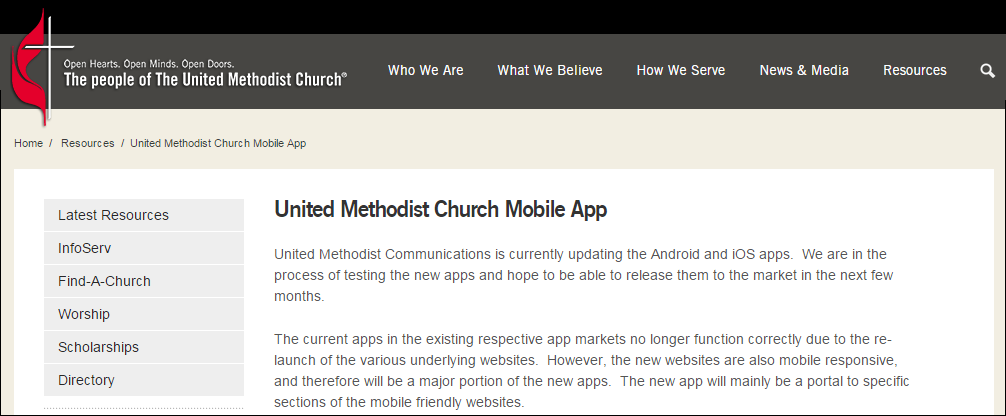 Open Hearts. Open Minds. Open Doors.
The people of The United Methodist Church®
Who We Are What We Believe How We Serve News & Media Resources
Home / Resources / United Methodist Church Mobile App
Latest Resources
InfoServ
Find-A-Church
Worship
Scholarships
Directory
United Methodist Church Mobile App
United Methodist Communications is currently updating the Android and iOS apps. We are in the
process of testing the new apps and hope to be able to release them to the market in the next few
months.
The current apps in the existing respective app markets no longer function correctly due to the re-
launch of the various underlying websites. However, the new websites are also mobile responsive,
and therefore will be a major portion of the new apps. The new app will mainly be a portal to specific
sections of the mobile friendly websites.